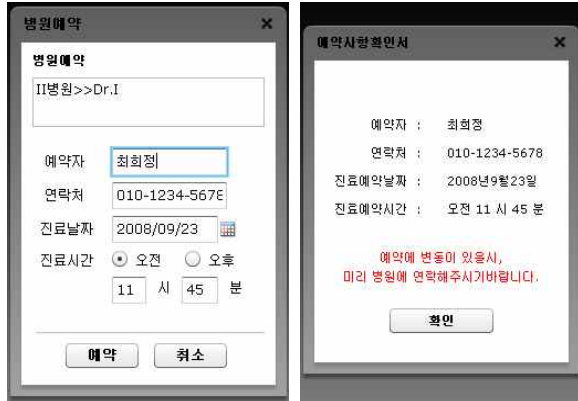 병원예약
병원예약
II병원>>Dr.I
예약자 최희정
연락처 010-1234-5678
진료날짜 2008/09/23
진료시간 오전 오후
11 시 45 분
예약 취소
예약사항확인서
예약자 : 최희정
연락처 : 010-1234-5678
진료예약날짜 : 2008년9월23일
진료예약시간 : 오전 11 시 45 분
예약에 변동이 있을시,
미리 병원에 연락해주시기바랍니다.
확인